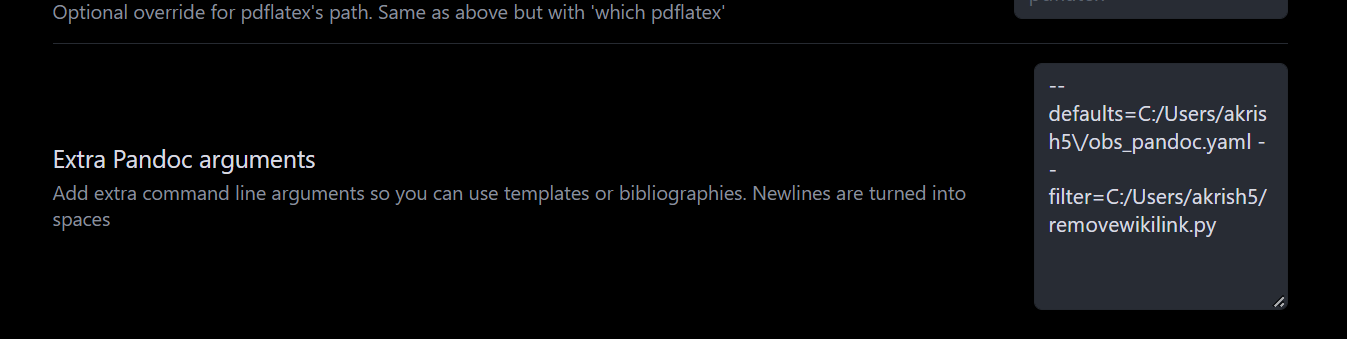 Optional override for pdflatex's path. Same as above but with 'which pdflatex'
Extra Pandoc arguments
Add extra command line arguments so you can use templates or bibliographies. Newlines are turned into
spaces
--
defaults=C:/Users/akris
h5\/obs_pandoc.yaml -
-
filter=C:/Users/akrish5/
removewikilink.py